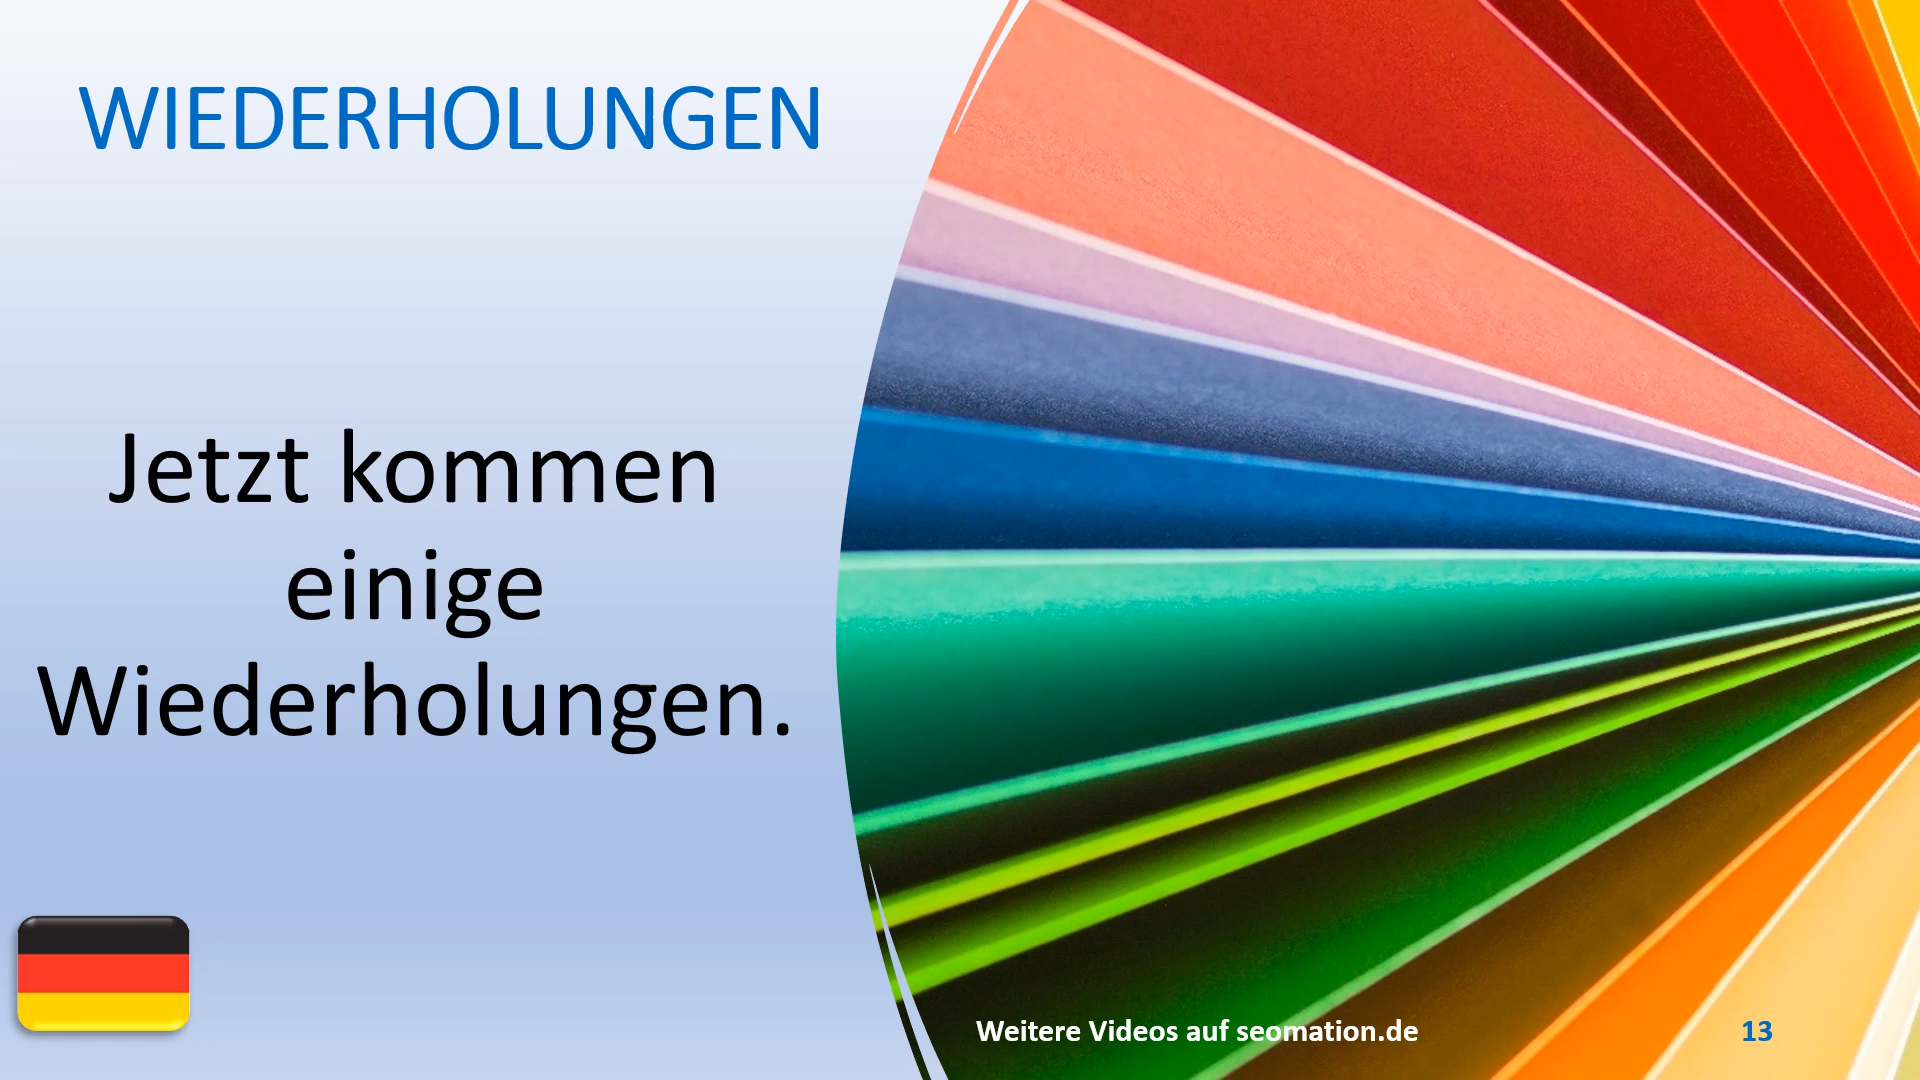 WIEDERHOLUNGEN
Jetzt kommen
einige
Wiederholungen.
Weitere Videos auf seomation.de
13